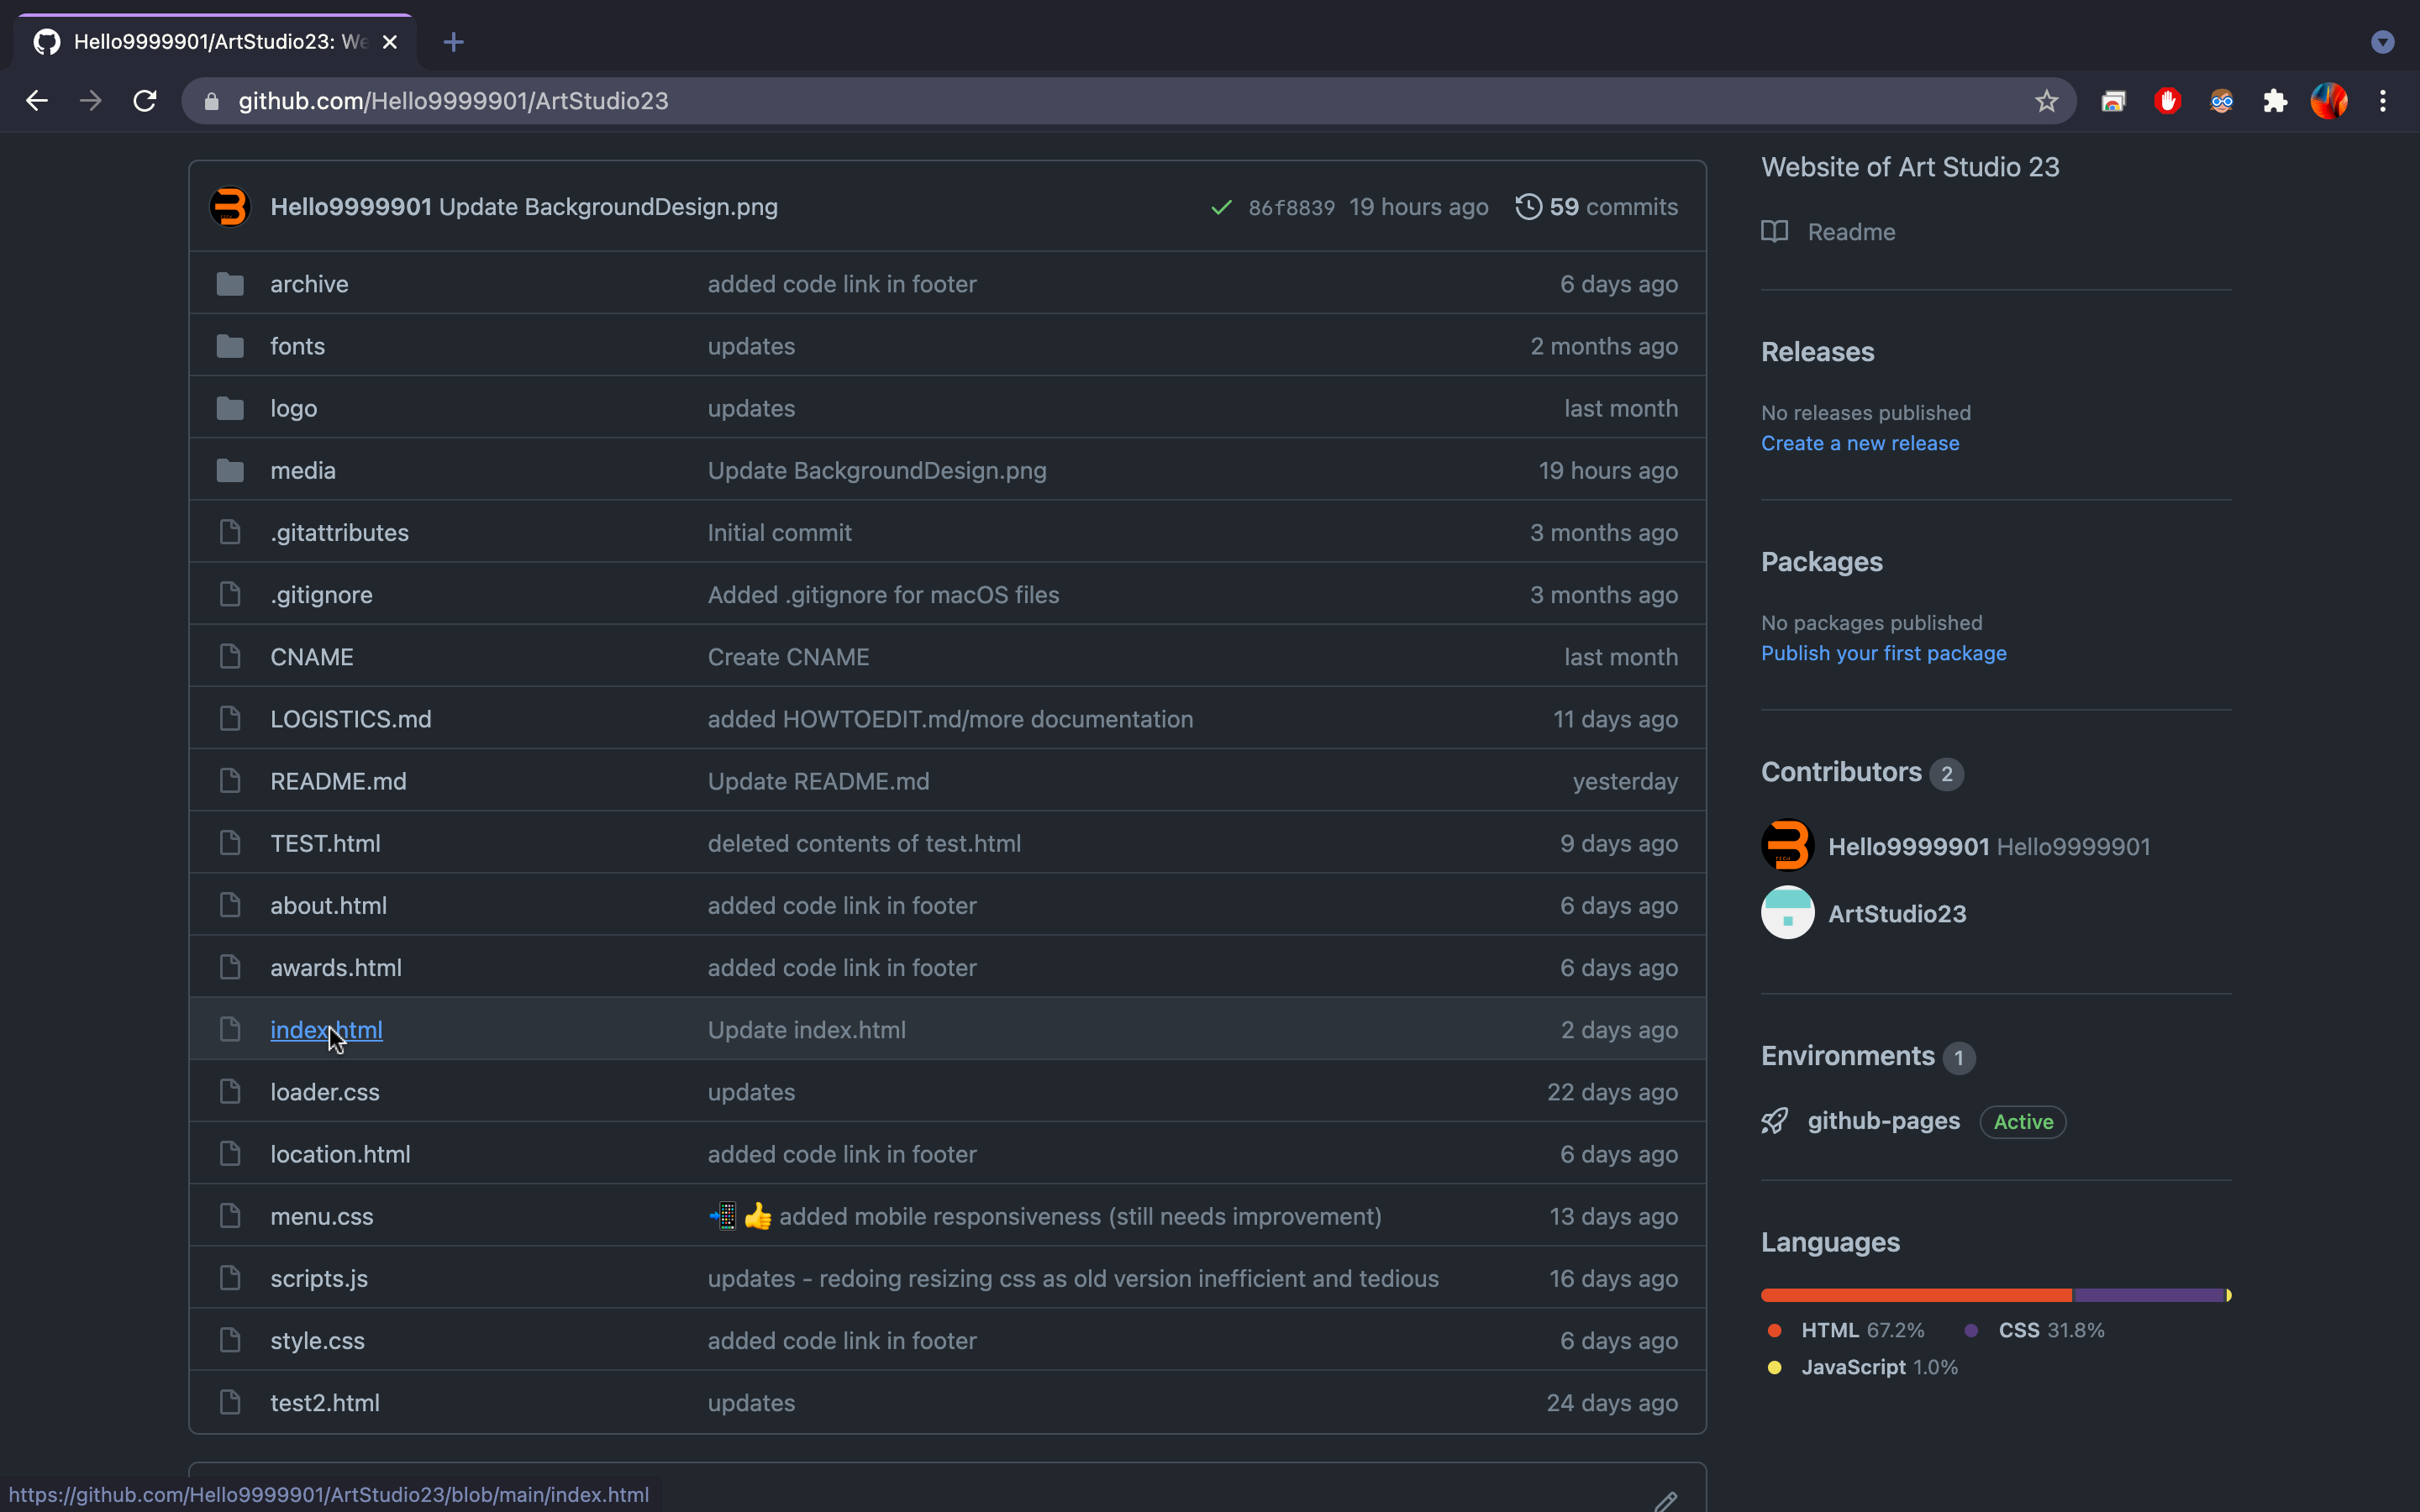 Hello9999901/ArtStudio23: We
github.com/Hello9999901/ArtStudio23
Hello9999901 Update BackgroundDesign.png 86f8839 19 hours ago 59 commits
archive added code link in footer 6 days ago
fonts updates 2 months ago
logo updates last month
media Update BackgroundDesign.png 19 hours ago
.gitattributes Initial commit 3 months ago
.gitignore Added .gitignore for macOS files 3 months ago
CNAME Create CNAME last month
LOGISTICS.md added HOWTOEDIT.md/more documentation 11 days ago
README.md Update README.md yesterday
TEST.html deleted contents of test.html 9 days ago
about.html added code link in footer 6 days ago
awards.html added code link in footer 6 days ago
index.html Update index.html 2 days ago
loader.css updates 22 days ago
location.html added code link in footer 6 days ago
menu.css 📲 👍 added mobile responsiveness (still needs improvement) 13 days ago
scripts.js updates - redoing resizing css as old version inefficient and tedious 16 days ago
style.css added code link in footer 6 days ago
test2.html updates 24 days ago
Website of Art Studio 23
Readme
Releases
No releases published
Create a new release
Packages
No packages published
Publish your first package
Contributors 2
Hello9999901 Hello9999901
ArtStudio23
Environments 1
github-pages Active
Languages
HTML 67.2% CSS 31.8%
JavaScript 1.0%
https://github.com/Hello9999901/ArtStudio23/blob/main/index.html